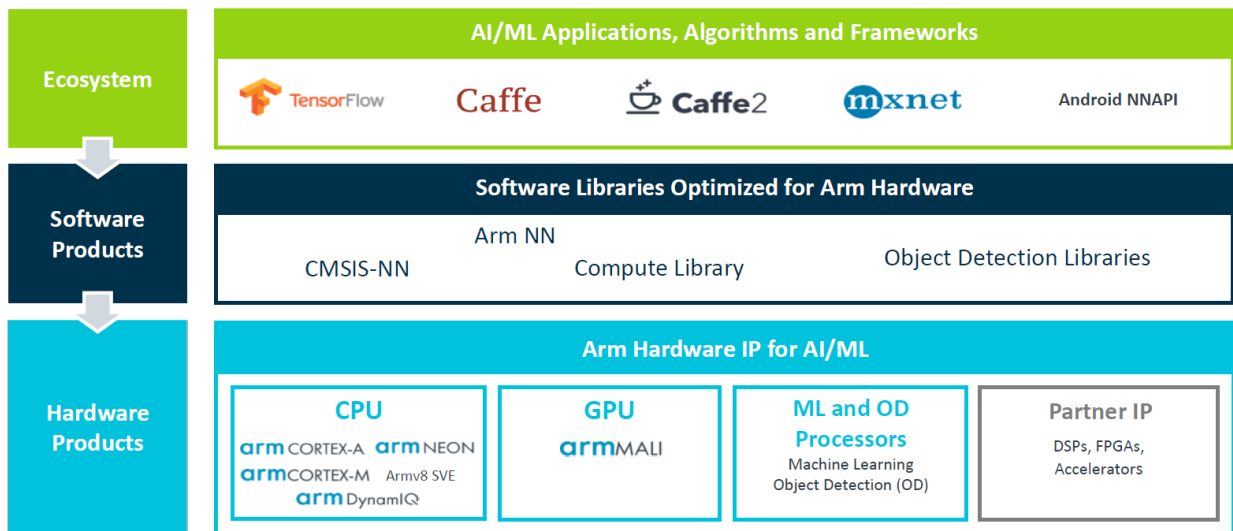 Ecosystem
AI/ML Applications, Algorithms and Frameworks
TensorFlow
Caffe
Caffe2
mxnet
Android NNAPI
Software
Products
Software Libraries Optimized for Arm Hardware
Arm NN
CMSIS-NN
Compute Library
Object Detection Libraries
Hardware
Products
Arm Hardware IP for AI/ML
CPU
arm CORTEX-A arm NEON
arm CORTEX-M Armv8 SVE
arm DynamIQ
GPU
arm MALI
ML and OD
Processors
Machine Learning
Object Detection (OD)
Partner IP
DSPs, FPGAs,
Accelerators